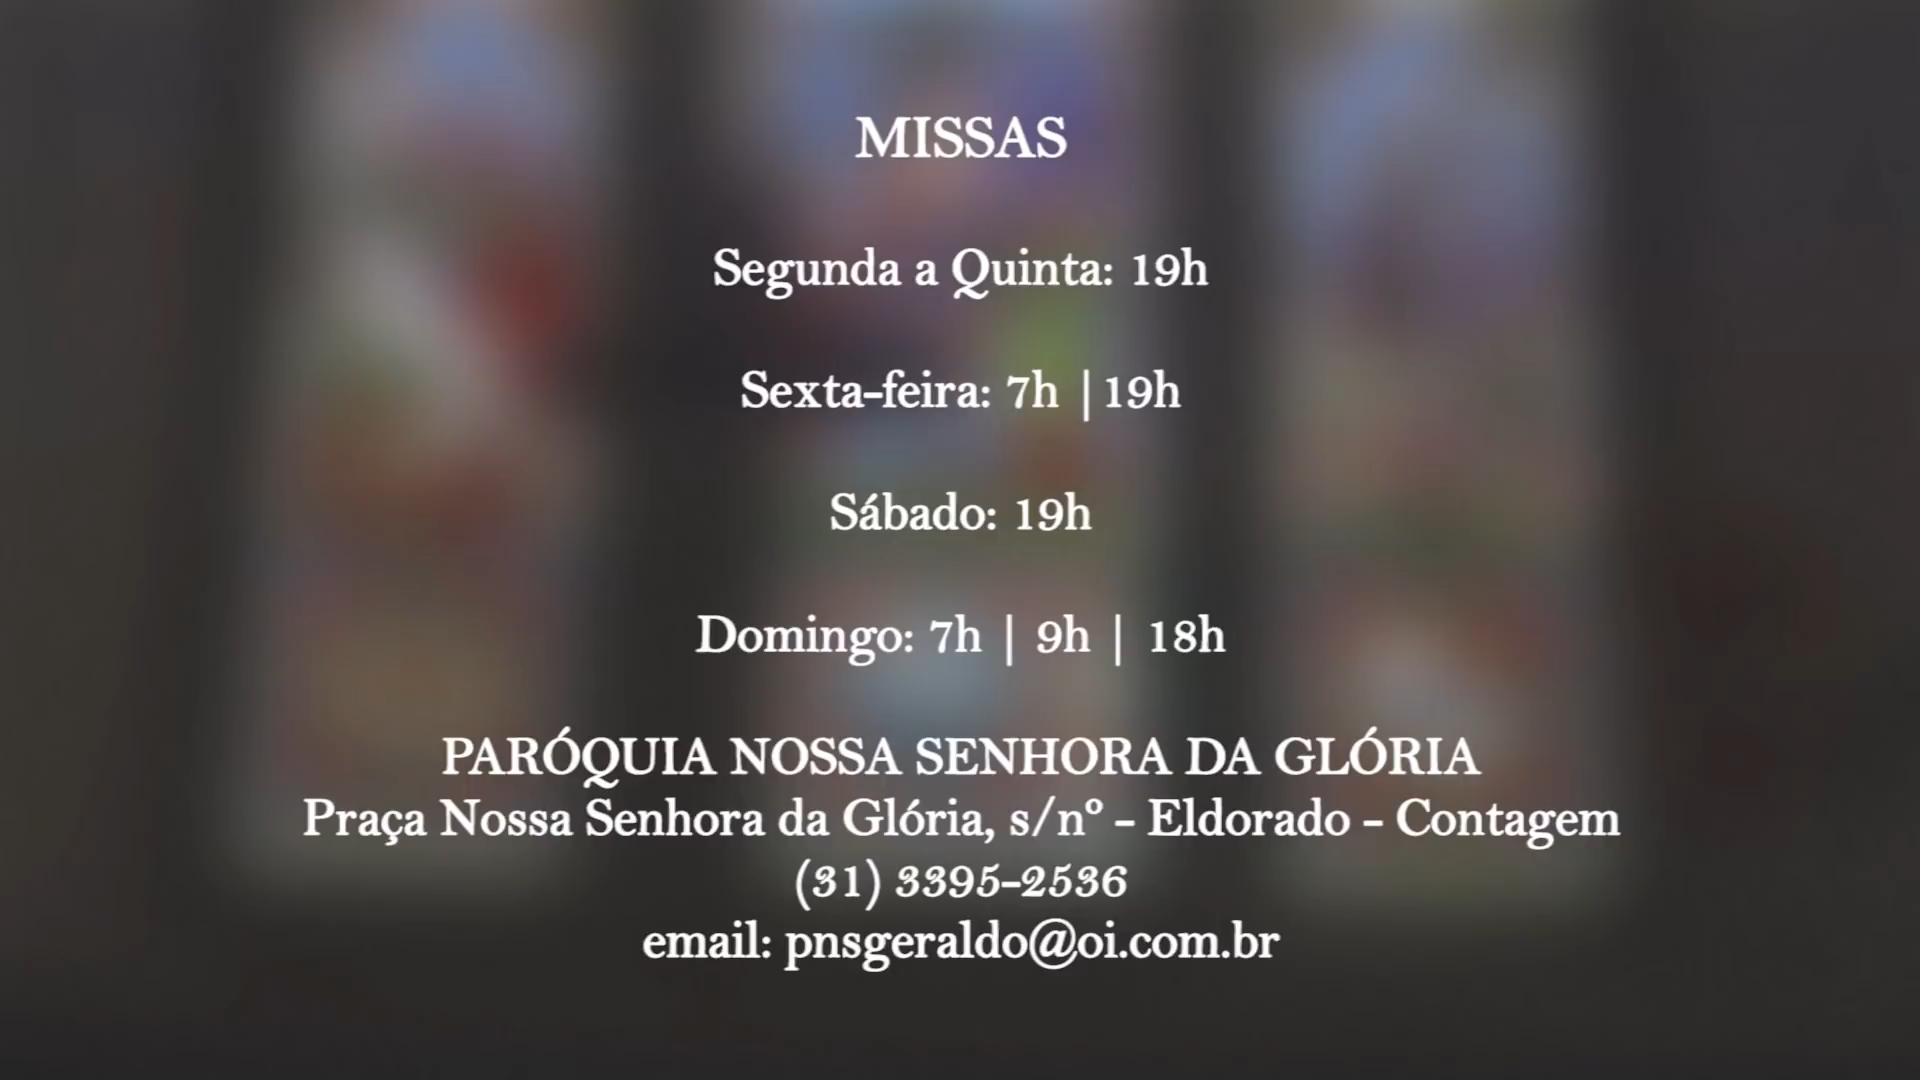 MISSAS
Segunda a Quinta: 19h
Sexta-feira: 7h | 19h
Sábado: 19h
Domingo: 7h | 9h | 18h
PARÓQUIA NOSSA SENHORA DA GLÓRIA
Praça Nossa Senhora da Glória, s/nº - Eldorado - Contagem
(31) 3395-2536
email: pnsgeraldo@oi.com.br